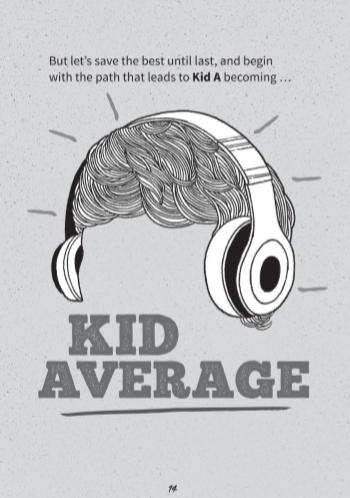 But let's save the best until last, and begin
with the path that leads to Kid A becoming …
KID
AVERAGE
14